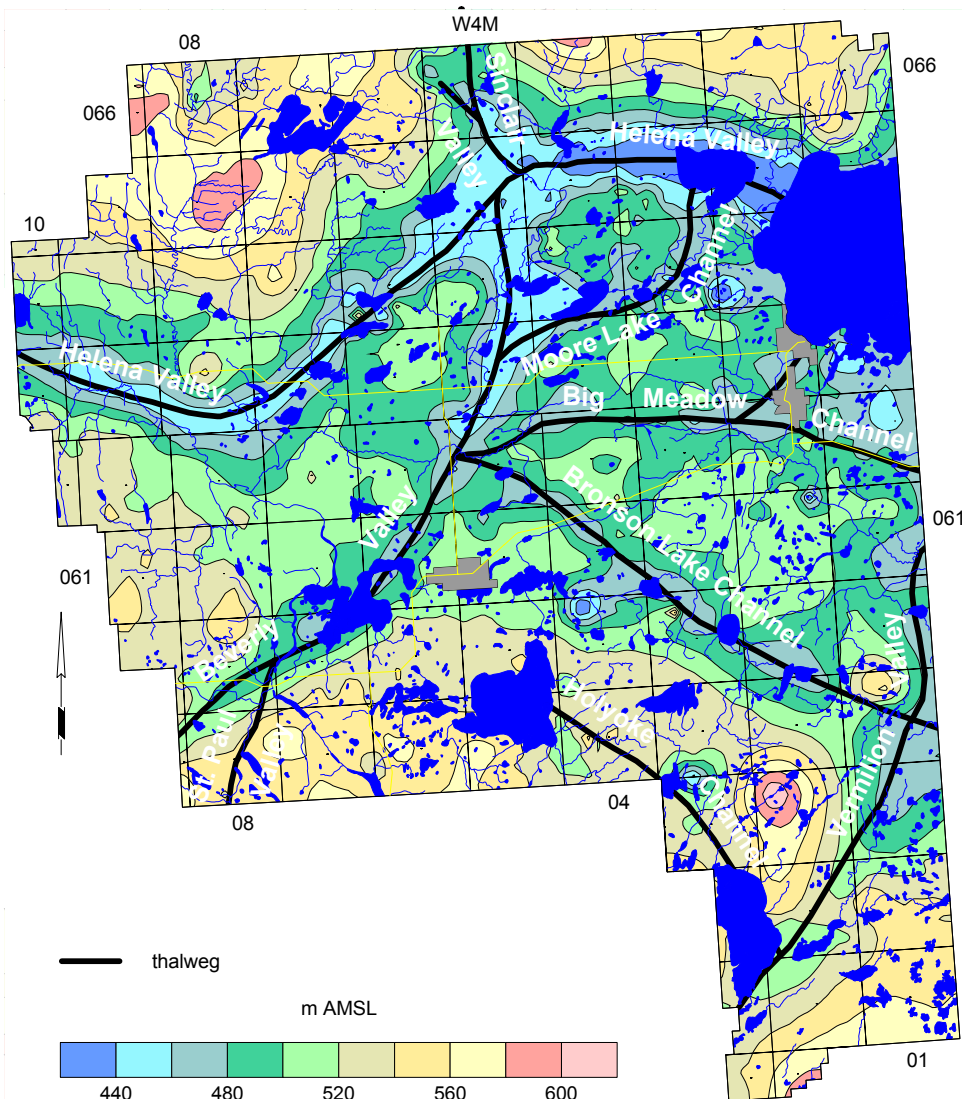 W4M
08
066
066
Sinclair
Valley
Helena Valley
10
Channel
Moore Lake
Helena Valley
Big Meadow
Channel
Bronson Lake Channel
Valley
061
061
Beverly
Valley
Holyoke
St. Paul
Valley
Channel
Vermilion
04
08
thalweg
m AMSL
01
440 480 520 560 600